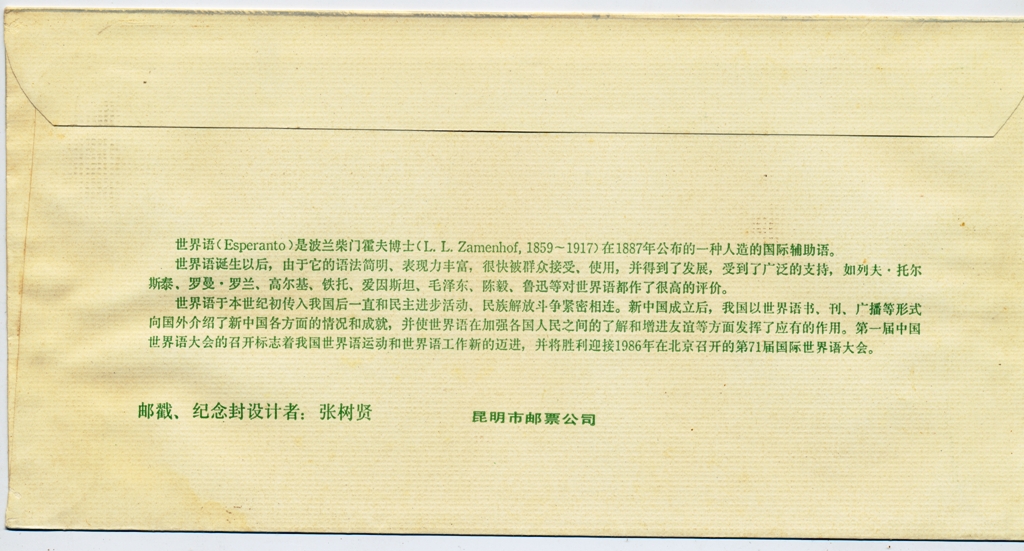 世界语(Esperanto)是波兰柴门霍夫博士(L. L. Zamenhof, 1859~1917)在1887年公布的一种人造的国际辅助语。
世界语诞生以后，由于它的语法简明、表现力丰富，很快被群众接受、使用，并得到了发展，受到了广泛的支持，如列夫·托尔
斯泰、罗曼·罗兰、高尔基、铁托、爱因斯坦、毛泽东、陈毅、鲁迅等对世界语都作了很高的评价。
世界语于本世纪初传入我国后一直和民主进步活动、民族解放斗争紧密相连。新中国成立后，我国以世界语书、刊、广播等形式
向国外介绍了新中国各方面的情况和成就，并使世界语在加强各国人民之间的了解和增进友谊等方面发挥了应有的作用。第一届中国
世界语大会的召开标志着我国世界语运动和世界语工作新的迈进，并将胜利迎接1986年在北京召开的第71届国际世界语大会。
邮戳、纪念封设计者：张树贤
昆明市邮票公司